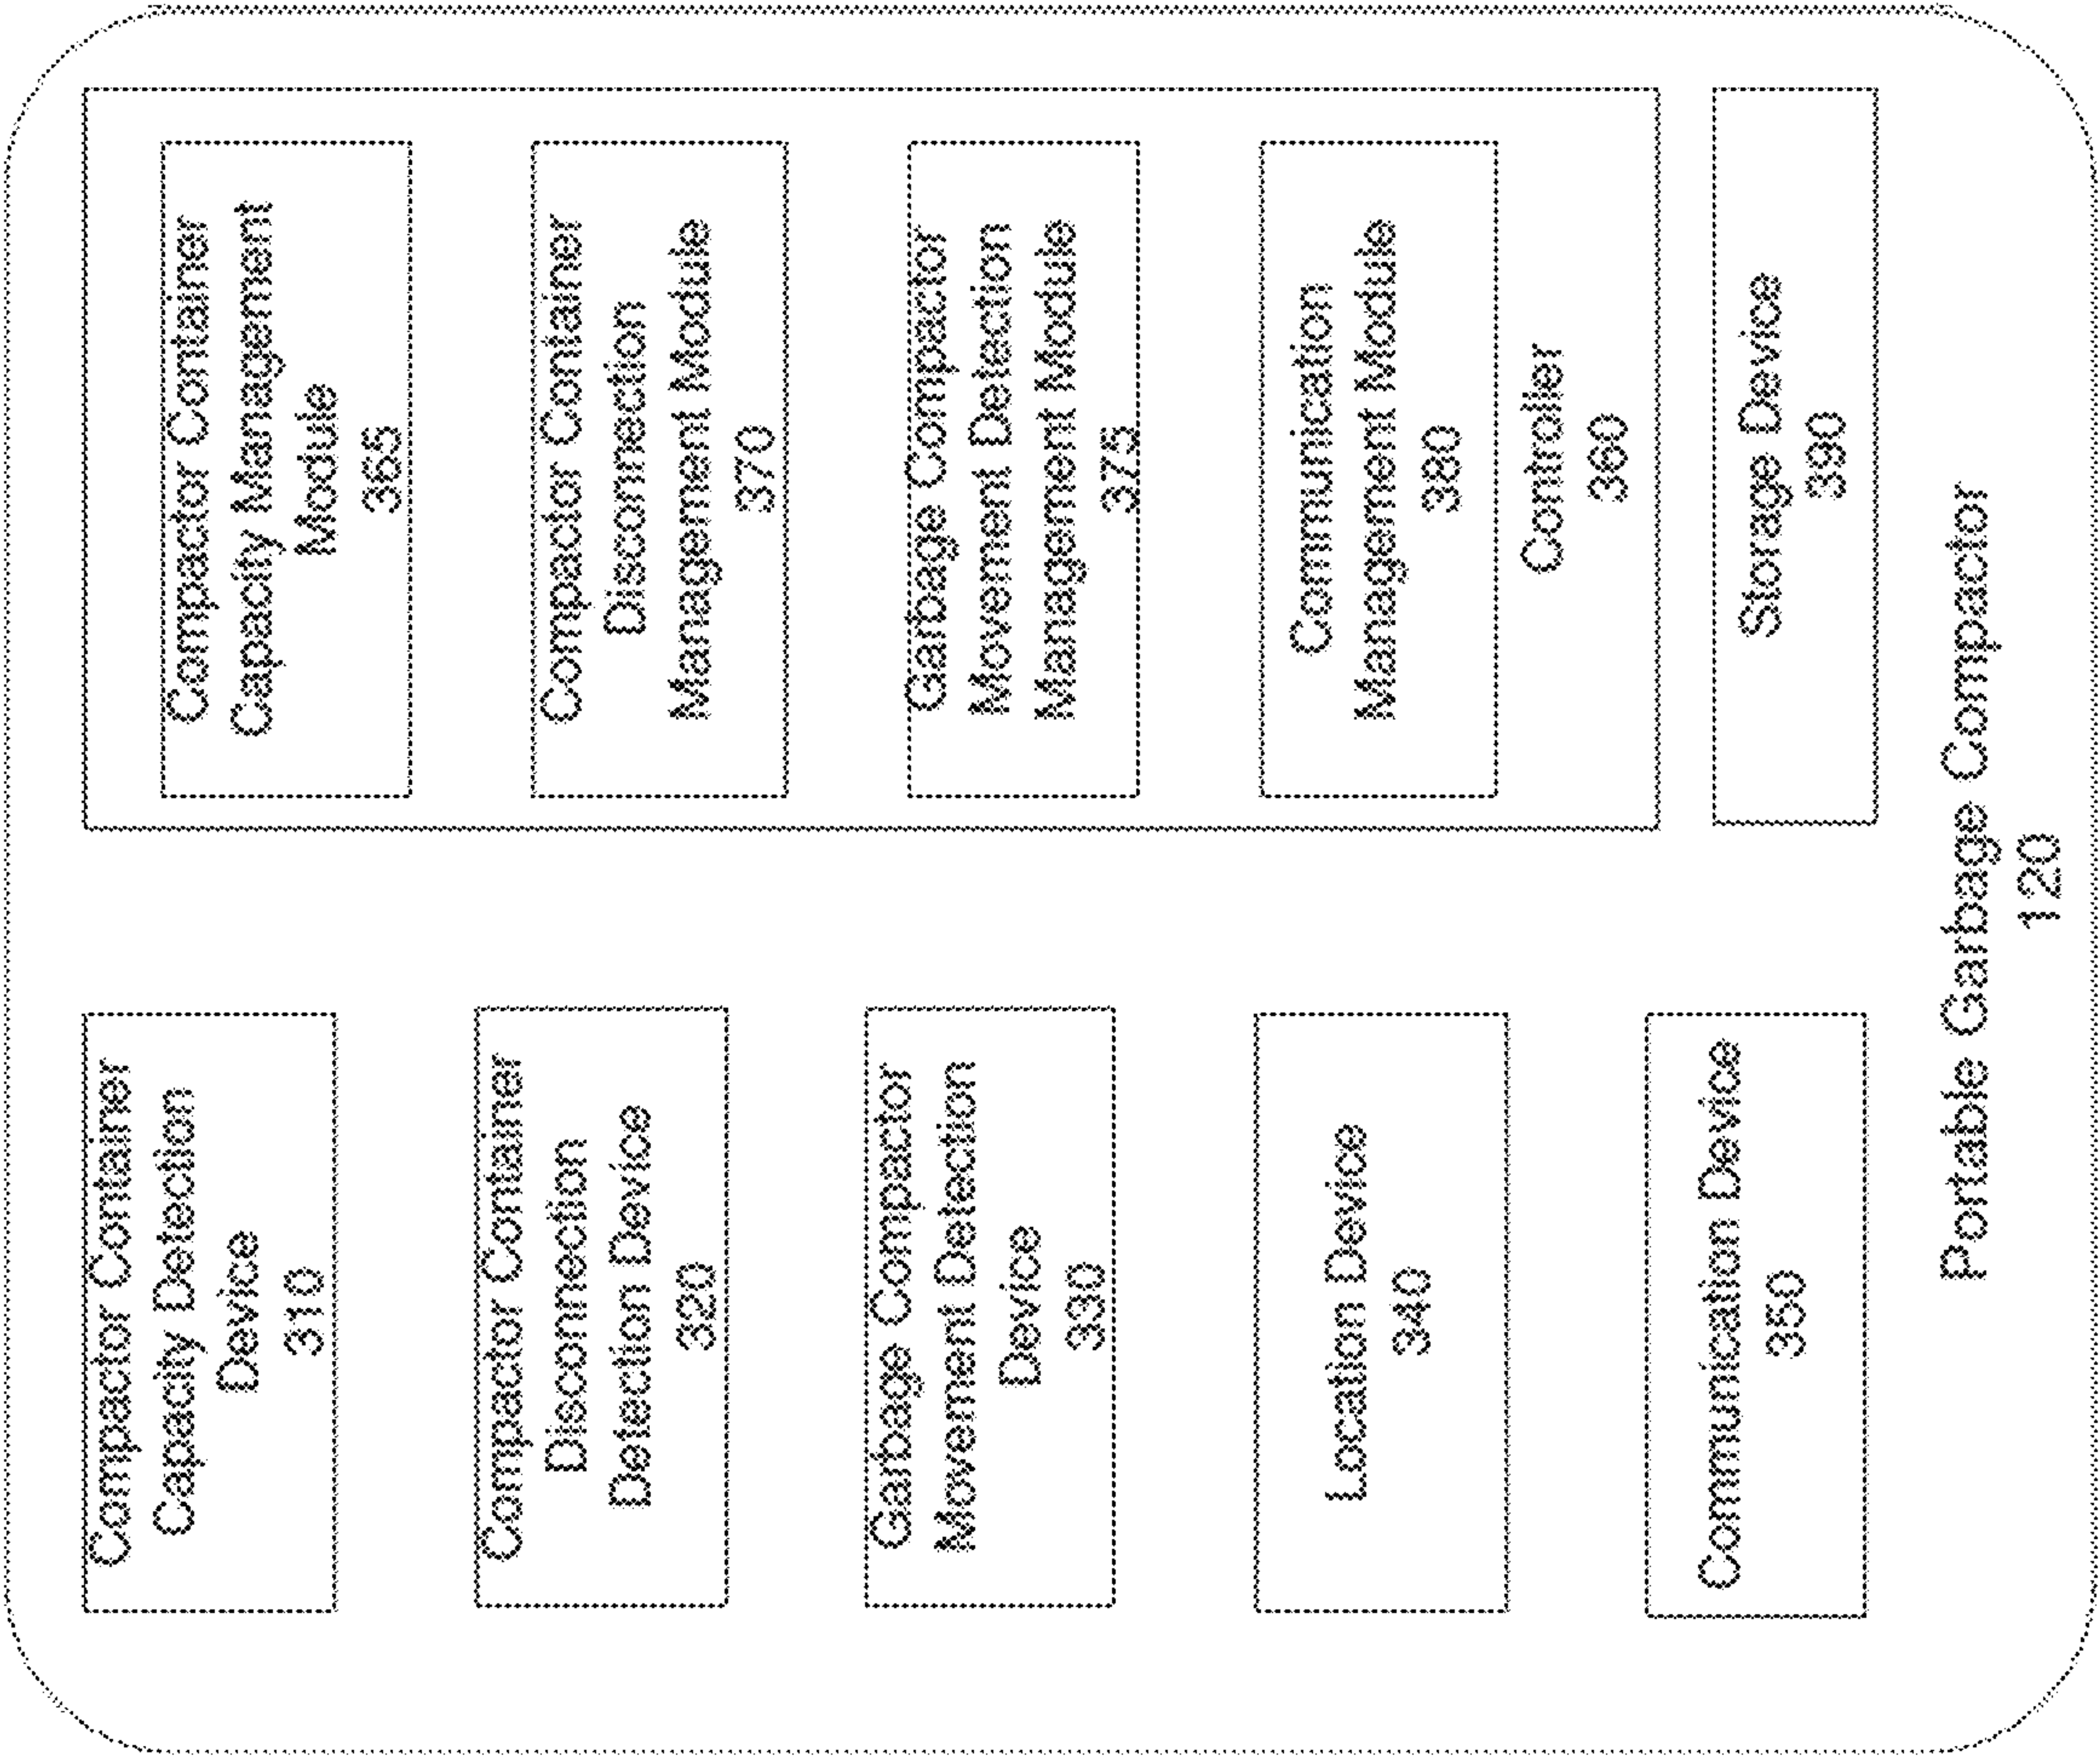 Compactor Container
Capacity Detection
Device
310
Compactor Container
Disconnection
Detection Device
320
Garbage Compactor
Movement Detection
Device
330
Location Device
340
Communication Device
350
Compactor Container
Capacity Management
Module
365
Compactor Container
Disconnection
Management Module
370
Garbage Compactor
Movement Detection
Management Module
375
Communication
Management Module
380
Controller
360
Storage Device
390
Portable Garbage Compactor
120